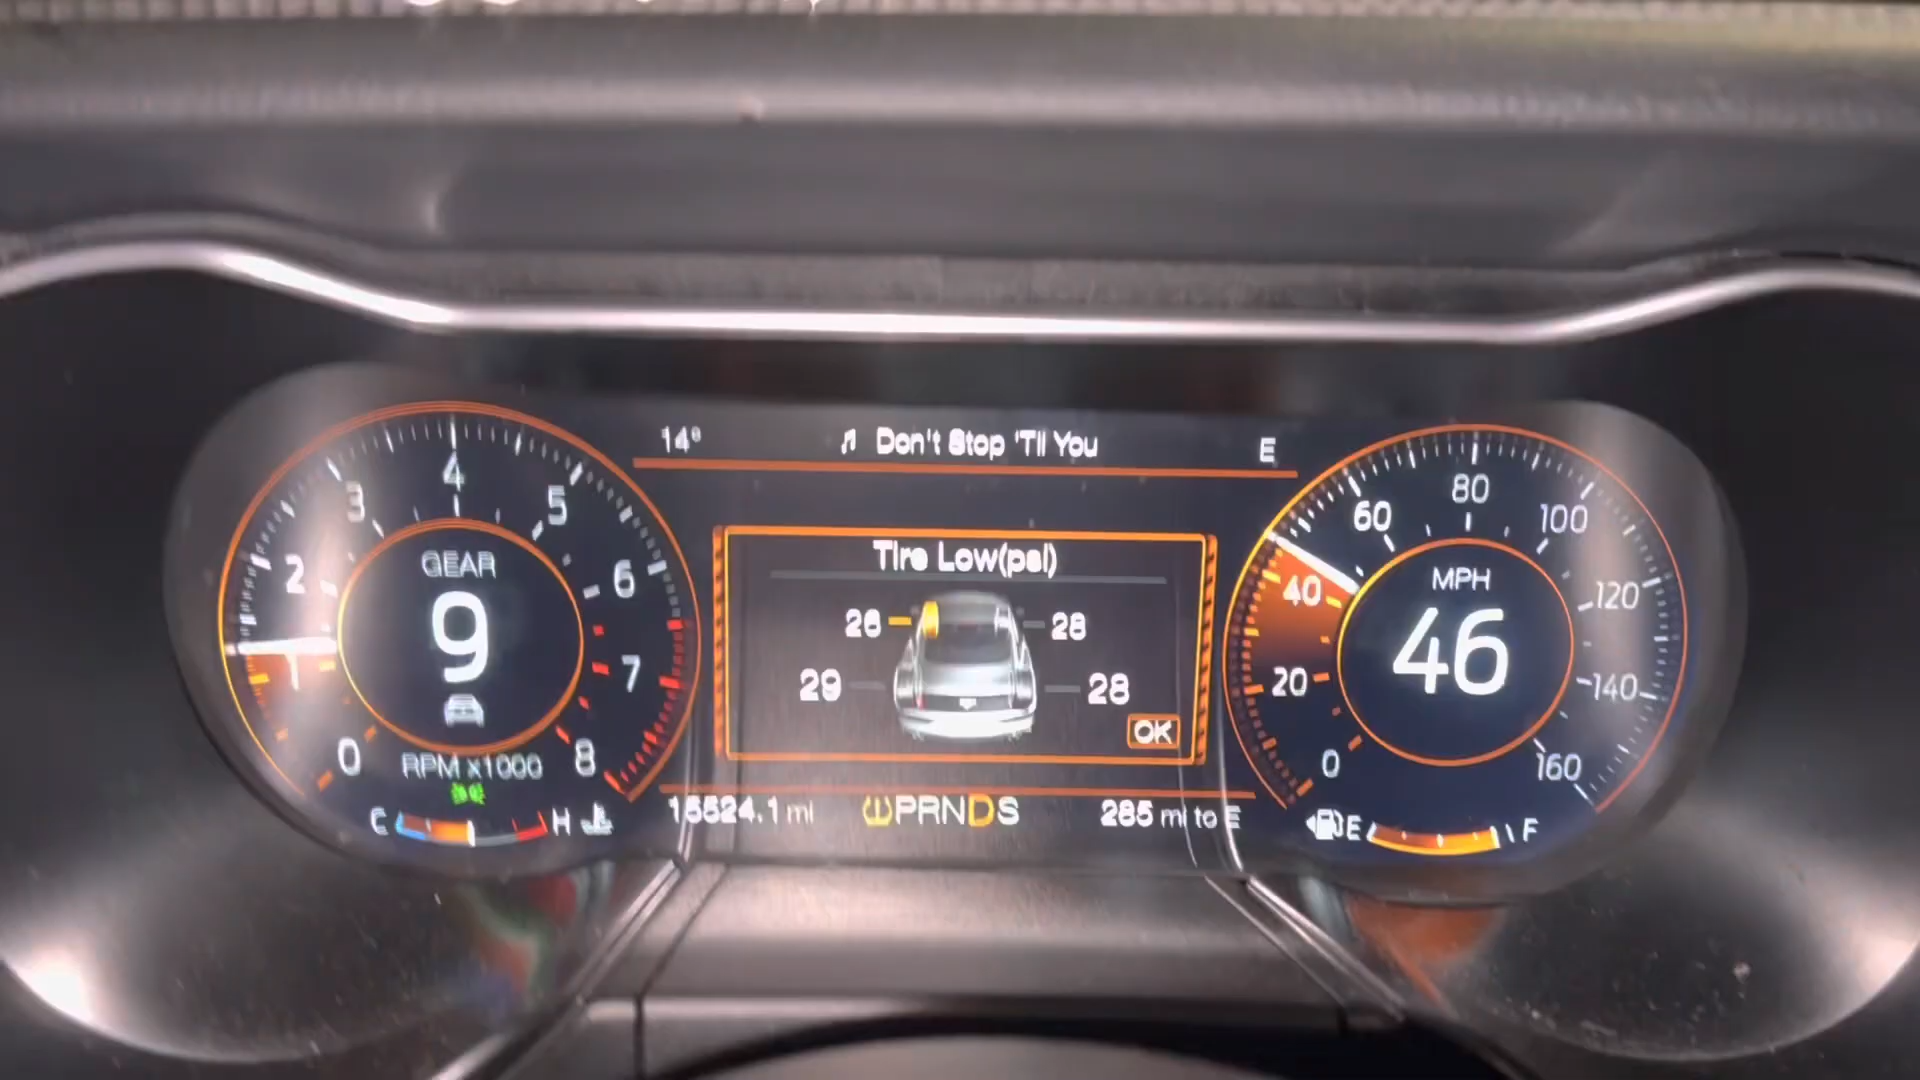 14° Don't Stop 'Til You E
Tire Low(psi)
26 28
29 28
OK
0 1 2 3 4 5 6 7 8
GEAR
9
RPM x1000
C H
15524.1 mi PRNDS 285 mi to E
0 20 40 60 80 100 120 140 160
MPH
46
E F